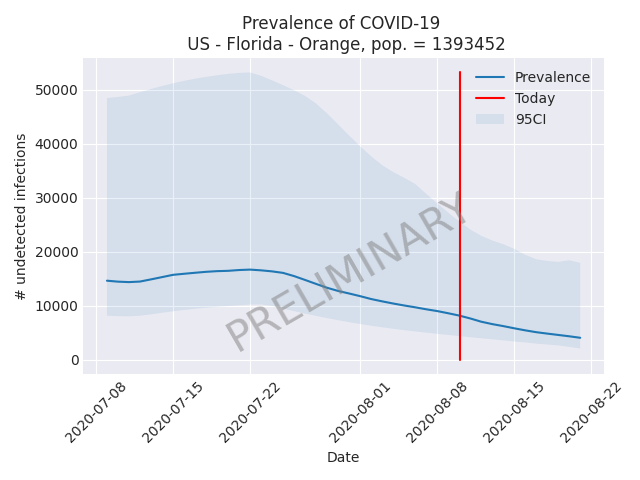 Prevalence of COVID-19
US - Florida - Orange, pop. = 1393452
Prevalence
Today
95CI
# undetected infections
50000
40000
30000
20000
10000
0
PRELIMINARY
2020-07-08
2020-07-15
2020-07-22
2020-08-01
2020-08-08
2020-08-15
2020-08-22
Date